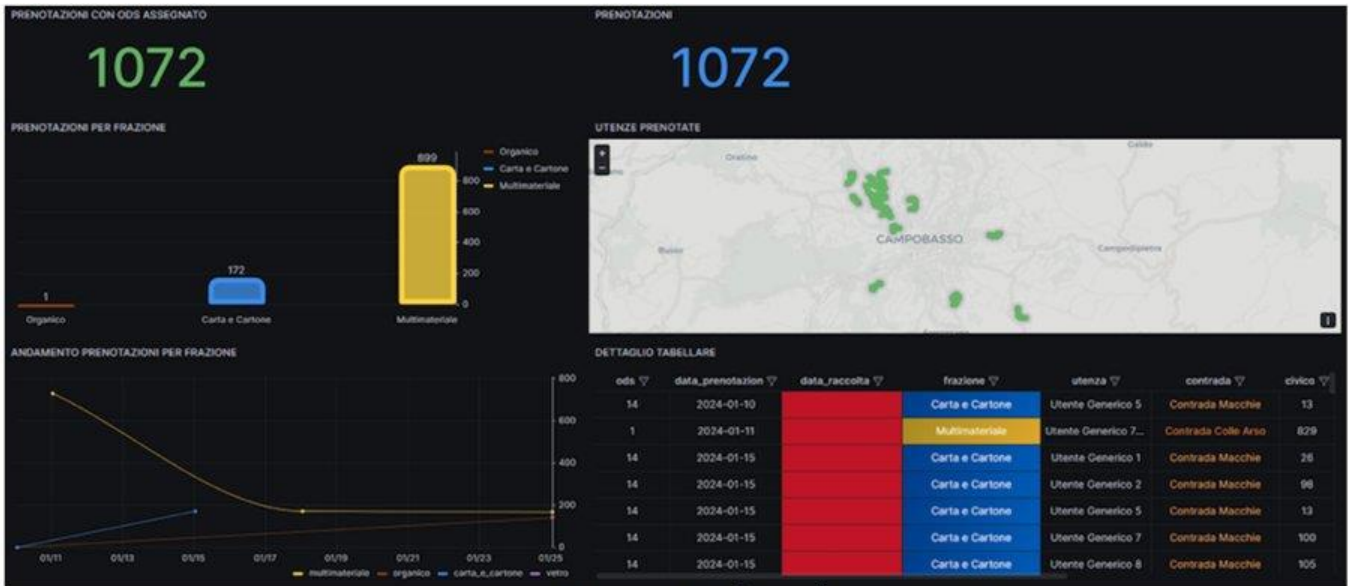 PRENOTAZIONI CON ODS ASSEGNATO
1072
PRENOTAZIONI
1072
PRENOTAZIONI PER FRAZIONE
899
172
1
800
600
400
200
0
Organico
Carta e Cartone
Multimateriale
Organico
Carta e Cartone
Multimateriale
UTENZE PRENOTATE
+
−
Oratino
Busso
CAMPOBASSO
Campodipietra
ANDAMENTO PRENOTAZIONI PER FRAZIONE
800
600
400
200
0
01/11 01/13 01/15 01/17 01/19 01/21 01/23 01/25
multimateriale organico carta_e_cartone vetro
DETTAGLIO TABELLARE
ods data_prenotazion data_raccolta frazione utenza contrada civico
14 2024-01-10 Carta e Cartone Utente Generico 5 Contrada Macchie 13
1 2024-01-11 Multimateriale Utente Generico 7... Contrada Colle Arso 829
14 2024-01-15 Carta e Cartone Utente Generico 1 Contrada Macchie 26
14 2024-01-15 Carta e Cartone Utente Generico 2 Contrada Macchie 98
14 2024-01-15 Carta e Cartone Utente Generico 5 Contrada Macchie 13
14 2024-01-15 Carta e Cartone Utente Generico 7 Contrada Macchie 100
14 2024-01-15 Carta e Cartone Utente Generico 8 Contrada Macchie 105